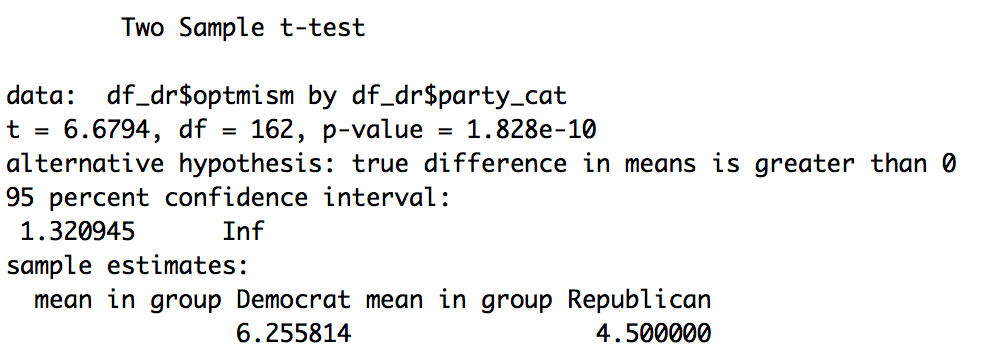 Two Sample t-test
data:  df_dr$optmism by df_dr$party_cat
t = 6.6794, df = 162, p-value = 1.828e-10
alternative hypothesis: true difference in means is greater than 0
95 percent confidence interval:
 1.320945      Inf
sample estimates:
  mean in group Democrat mean in group Republican
                6.255814                 4.500000